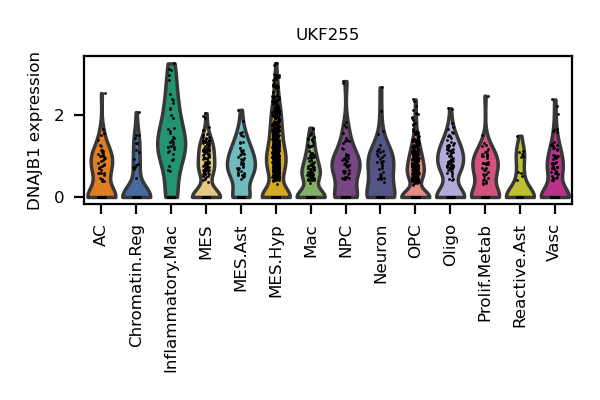 UKF255
DNAJB1 expression
2
0
AC
Chromatin.Reg
Inflammatory.Mac
MES
MES.Ast
MES.Hyp
Mac
NPC
Neuron
OPC
Oligo
Prolif.Metab
Reactive.Ast
Vasc